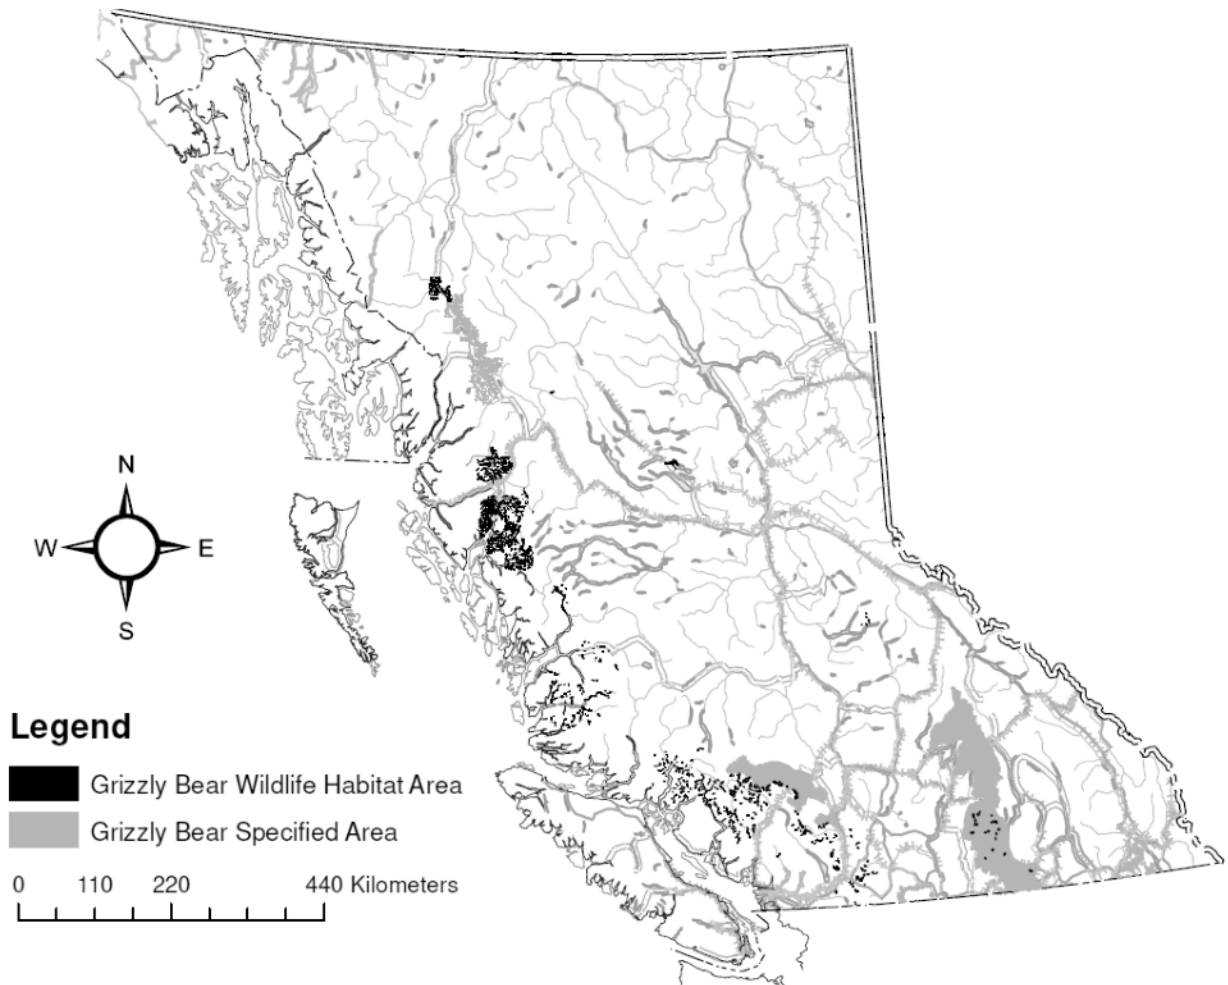 N
W E
S
Legend
Grizzly Bear Wildlife Habitat Area
Grizzly Bear Specified Area
0 110 220 440 Kilometers